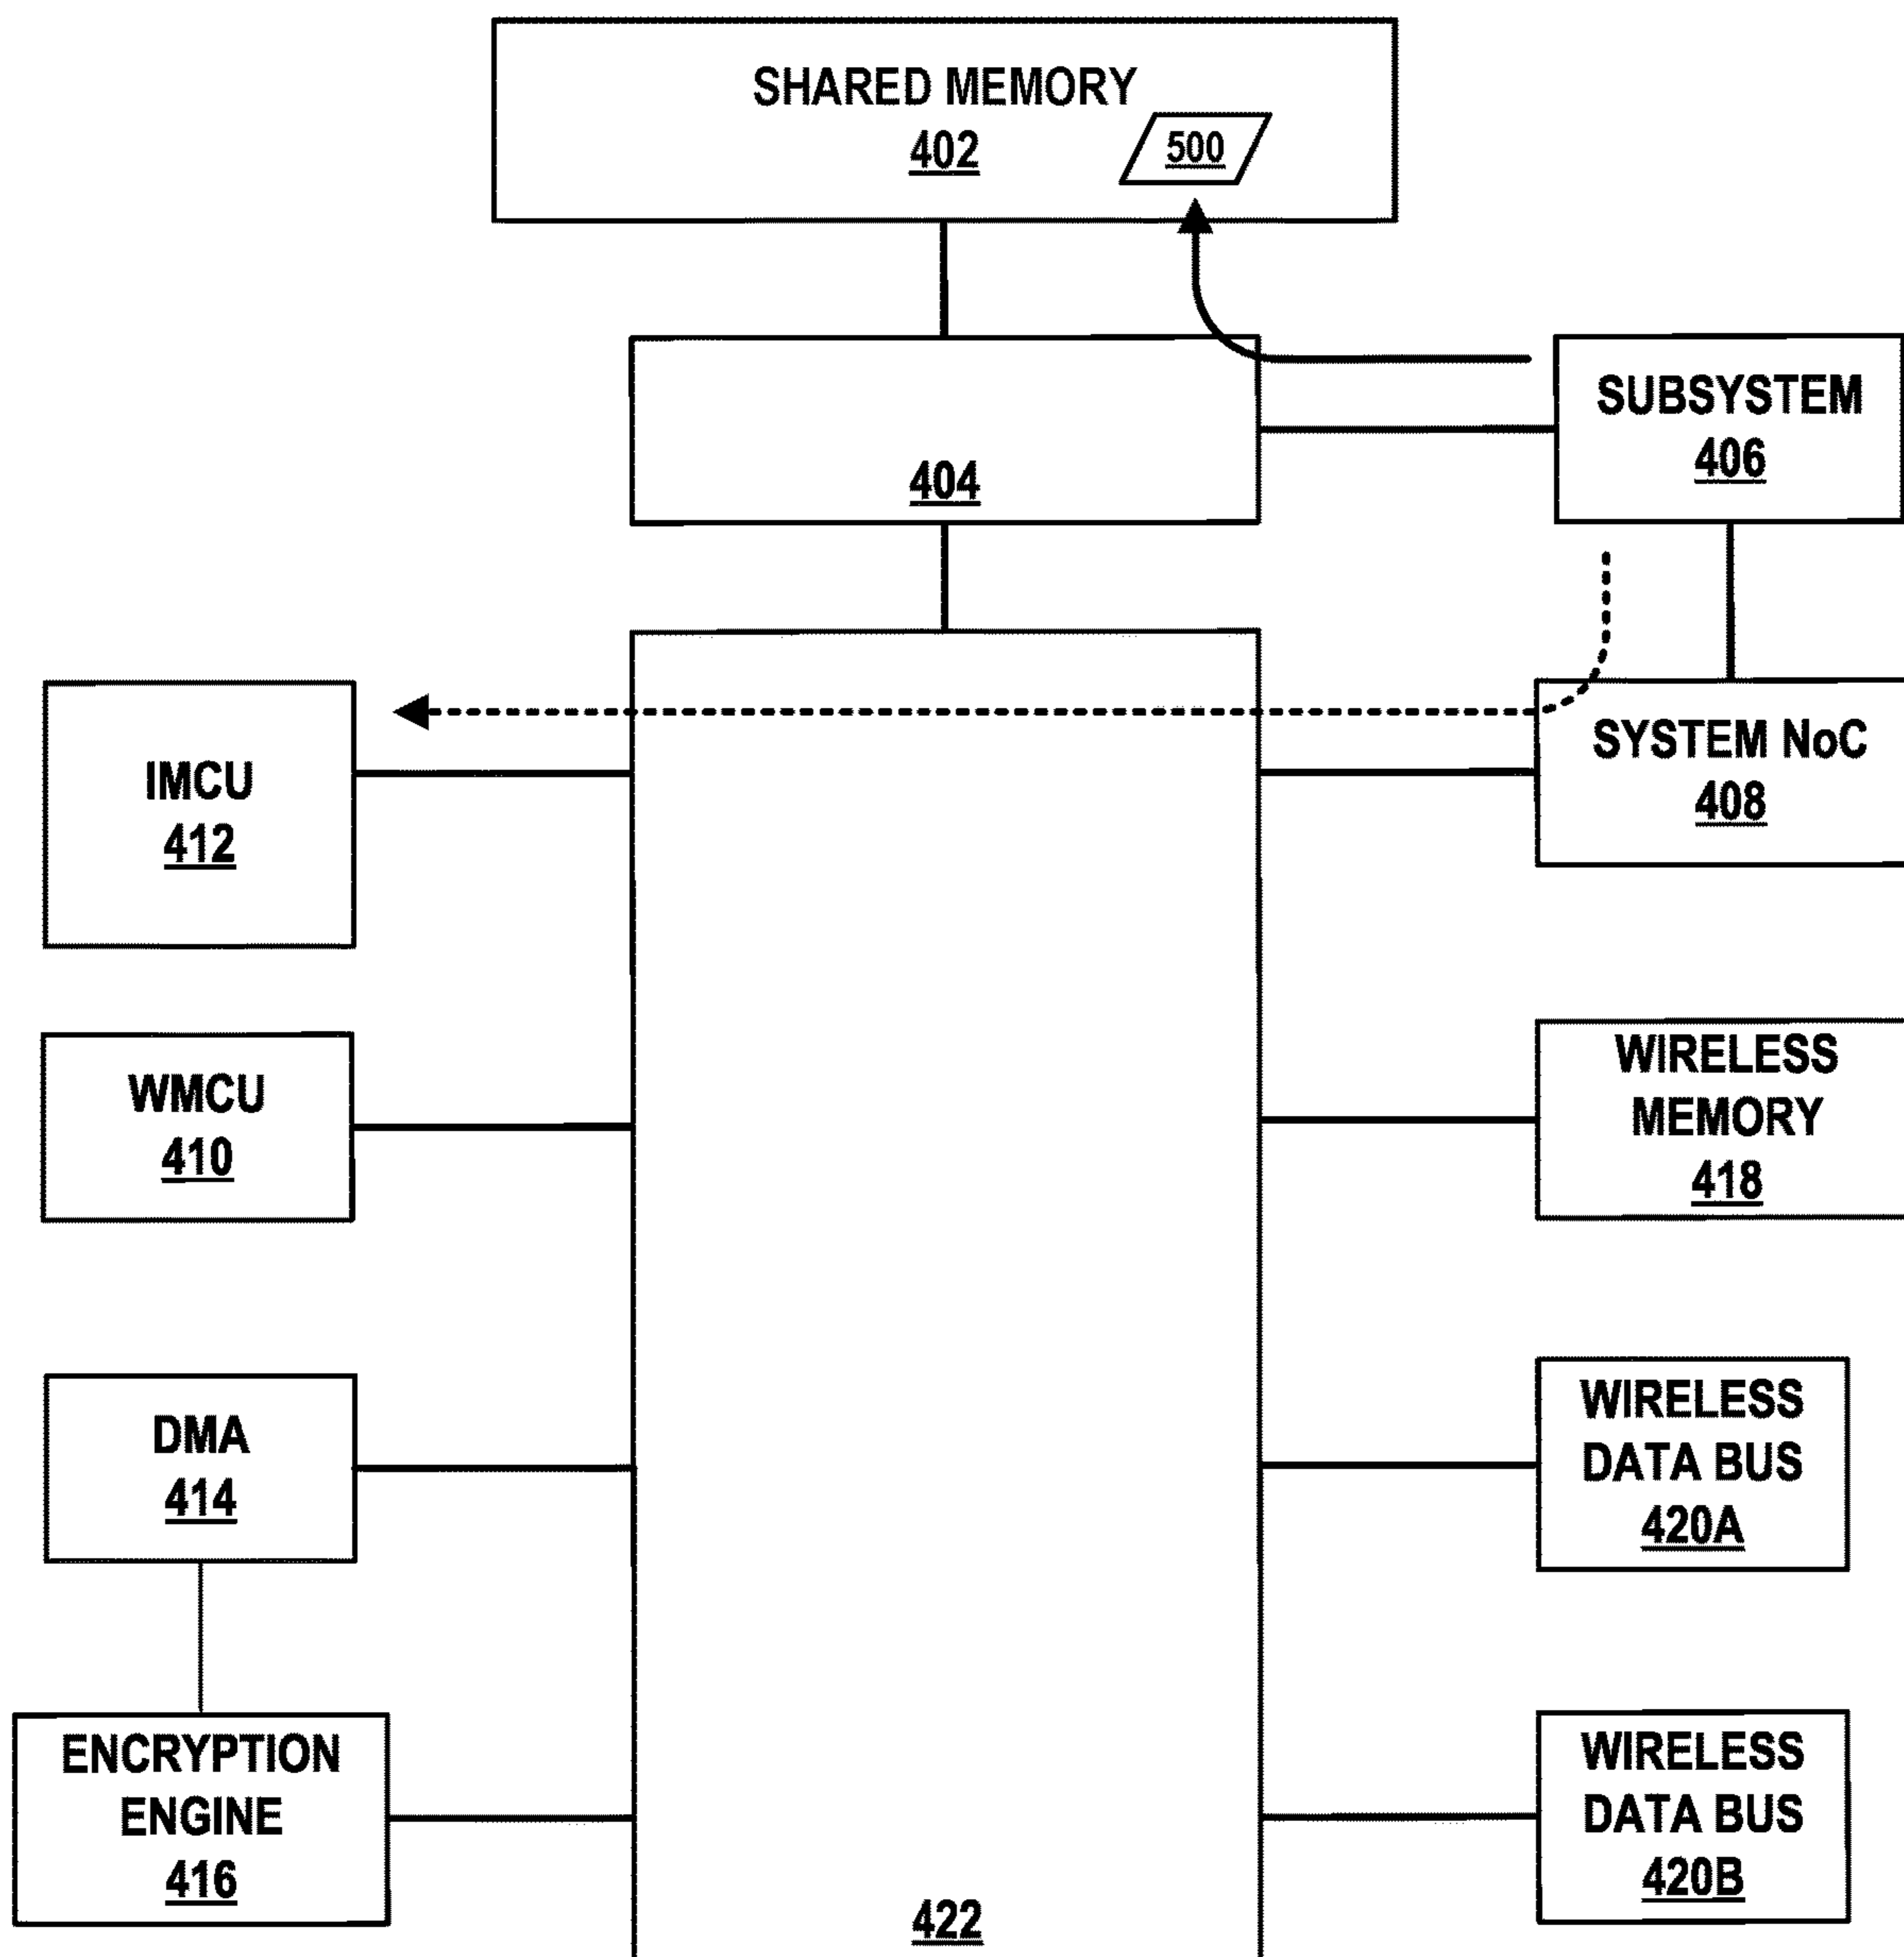 SHARED MEMORY
402
500
404
SUBSYSTEM
406
IMCU
412
SYSTEM NoC
408
WMCU
410
WIRELESS
MEMORY
418
DMA
414
WIRELESS
DATA BUS
420A
ENCRYPTION
ENGINE
416
WIRELESS
DATA BUS
420B
422